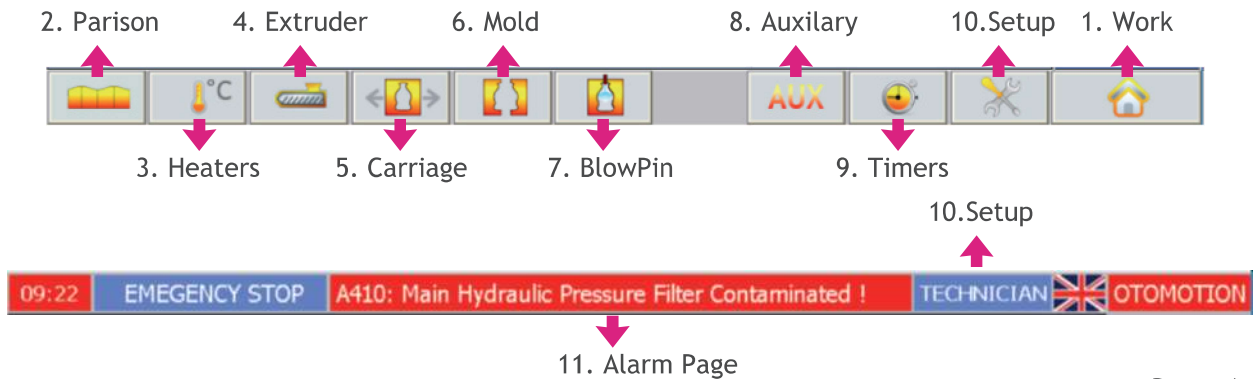 2. Parison 4. Extruder 6. Mold 8. Auxilary 10.Setup 1. Work
°C AUX
3. Heaters 5. Carriage 7. BlowPin 9. Timers
10.Setup
09:22 EMEGENCY STOP A410: Main Hydraulic Pressure Filter Contaminated ! TECHNICIAN OTOMOTION
11. Alarm Page